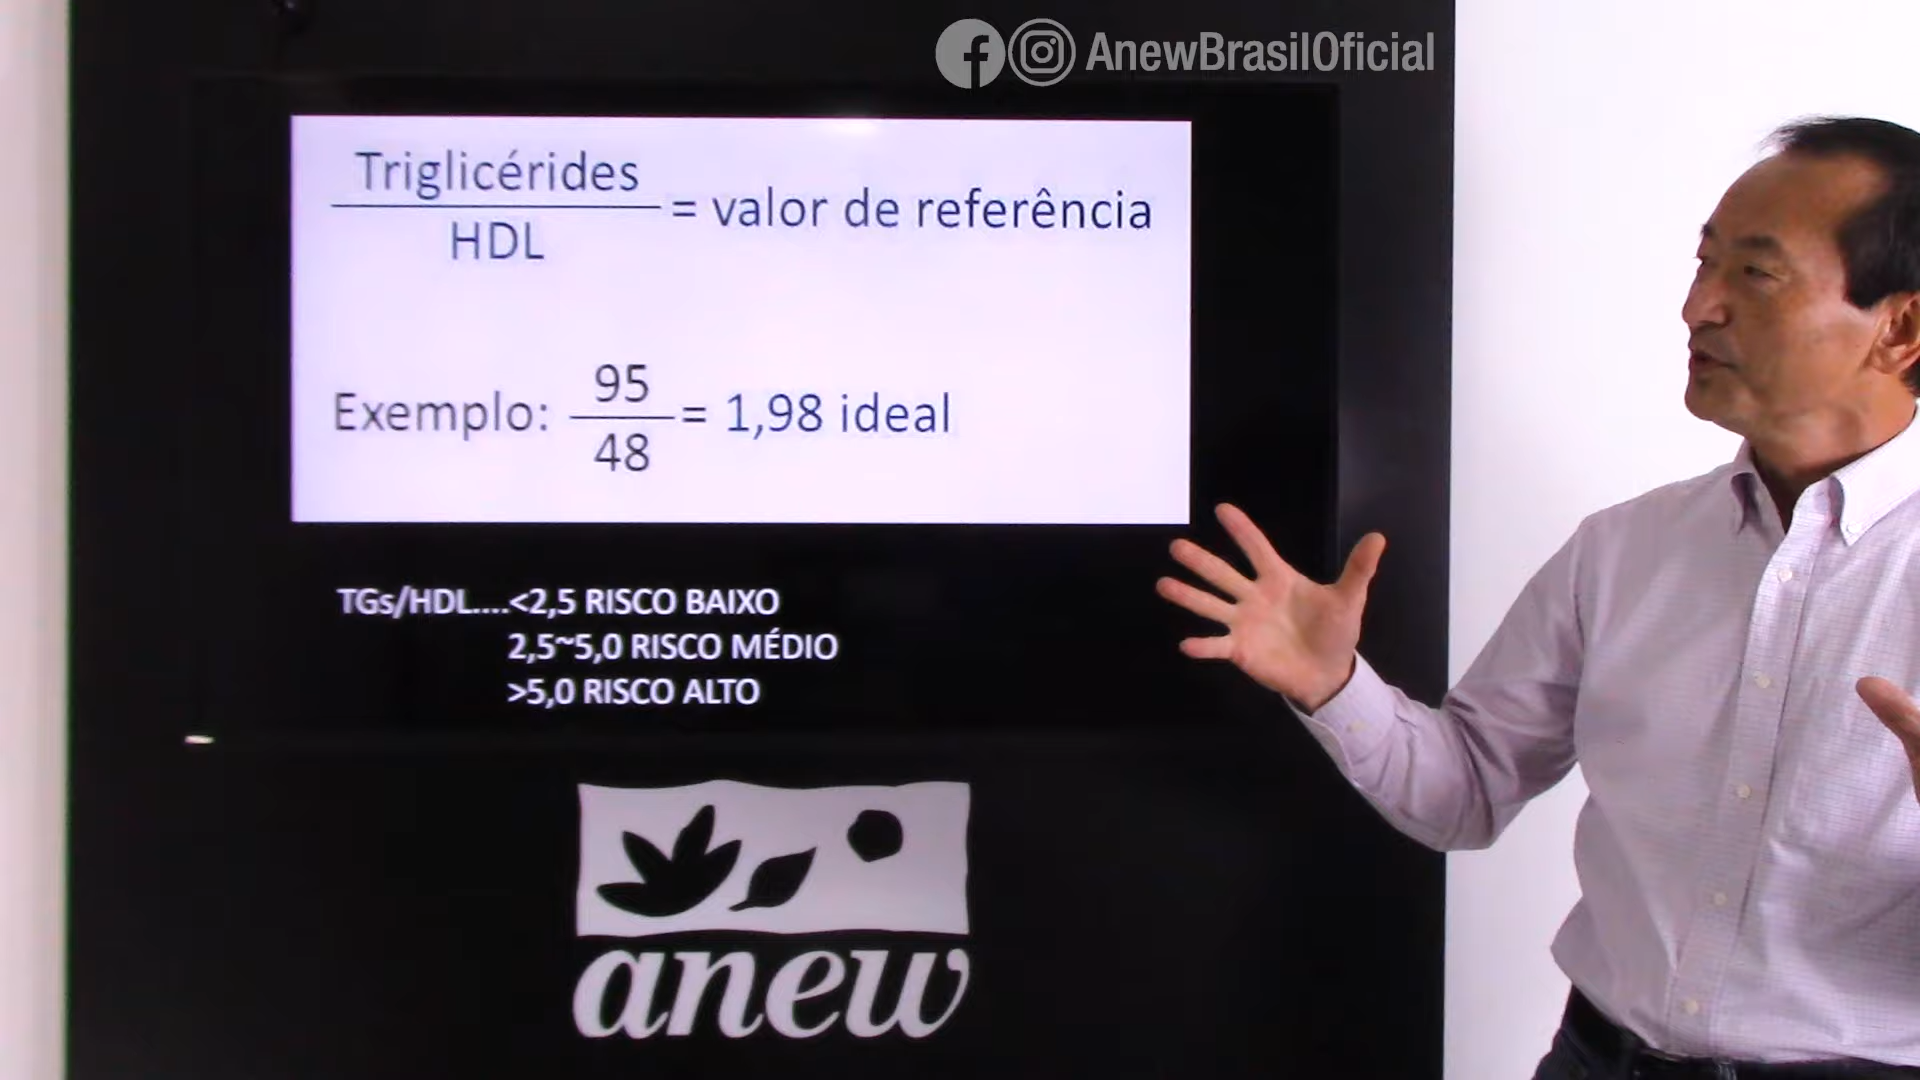 AnewBrasilOficial
Triglicérides
HDL
= valor de referência
Exemplo: 95
48
= 1,98 ideal
TGs/HDL....<2,5 RISCO BAIXO
2,5~5,0 RISCO MÉDIO
>5,0 RISCO ALTO
anew